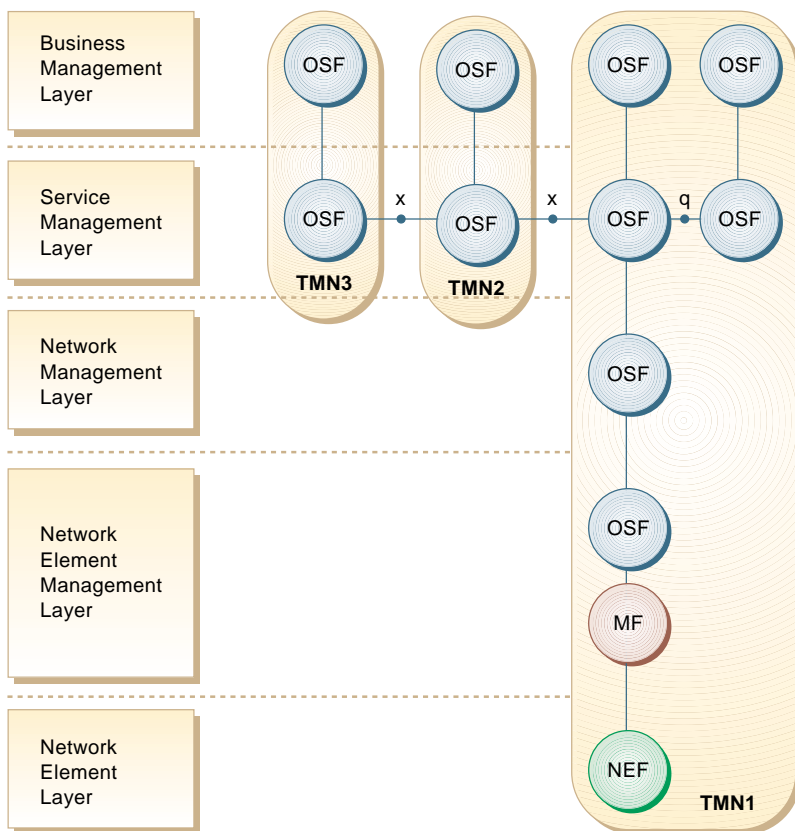 Business
Management
Layer
OSF
OSF
OSF
OSF
Service
Management
Layer
OSF
x
OSF
x
OSF
q
OSF
TMN3
TMN2
Network
Management
Layer
OSF
Network
Element
Management
Layer
OSF
MF
Network
Element
Layer
NEF
TMN1